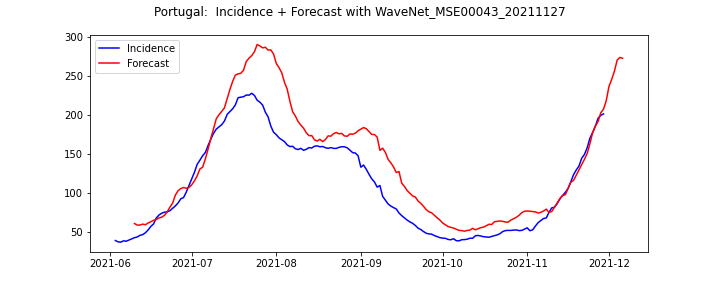 Portugal:  Incidence + Forecast with WaveNet_MSE00043_20211127
Incidence
Forecast
300
250
200
150
100
50
2021-06 2021-07 2021-08 2021-09 2021-10 2021-11 2021-12